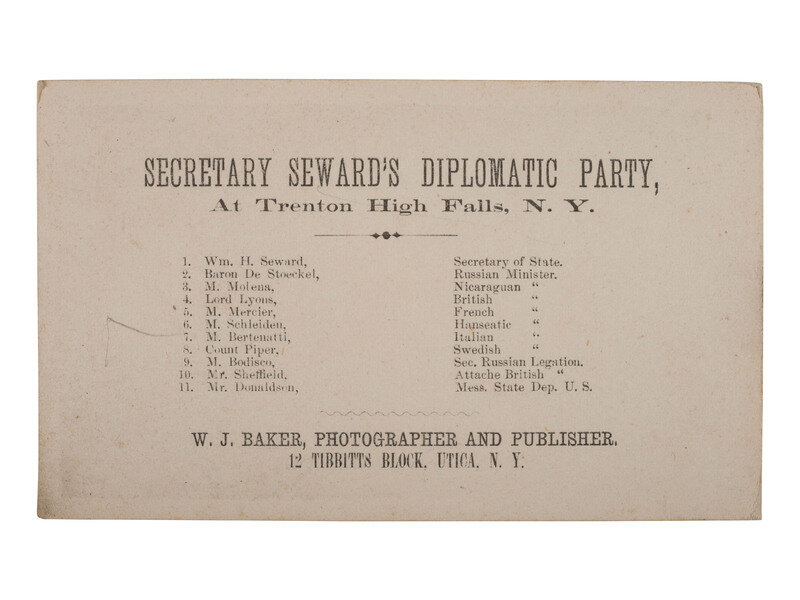 SECRETARY SEWARD'S DIPLOMATIC PARTY,
At Trenton High Falls, N. Y.
1. Wm. H. Seward, Secretary of State.
2. Baron De Stoeckel, Russian Minister.
3. M. Molena, Nicaraguan “
4. Lord Lyons, British “
5. M. Mercier, French “
6. M. Schleiden, Hanseatic “
7. M. Bertenatti, Italian “
8. Count Piper, Swedish “
9. M. Bodisco, Sec. Russian Legation.
10. Mr. Sheffield, Attache British “
11. Mr. Donaldson, Mess. State Dep. U. S.
W. J. BAKER, PHOTOGRAPHER AND PUBLISHER.
12 TIBBITTS BLOCK, UTICA, N. Y.